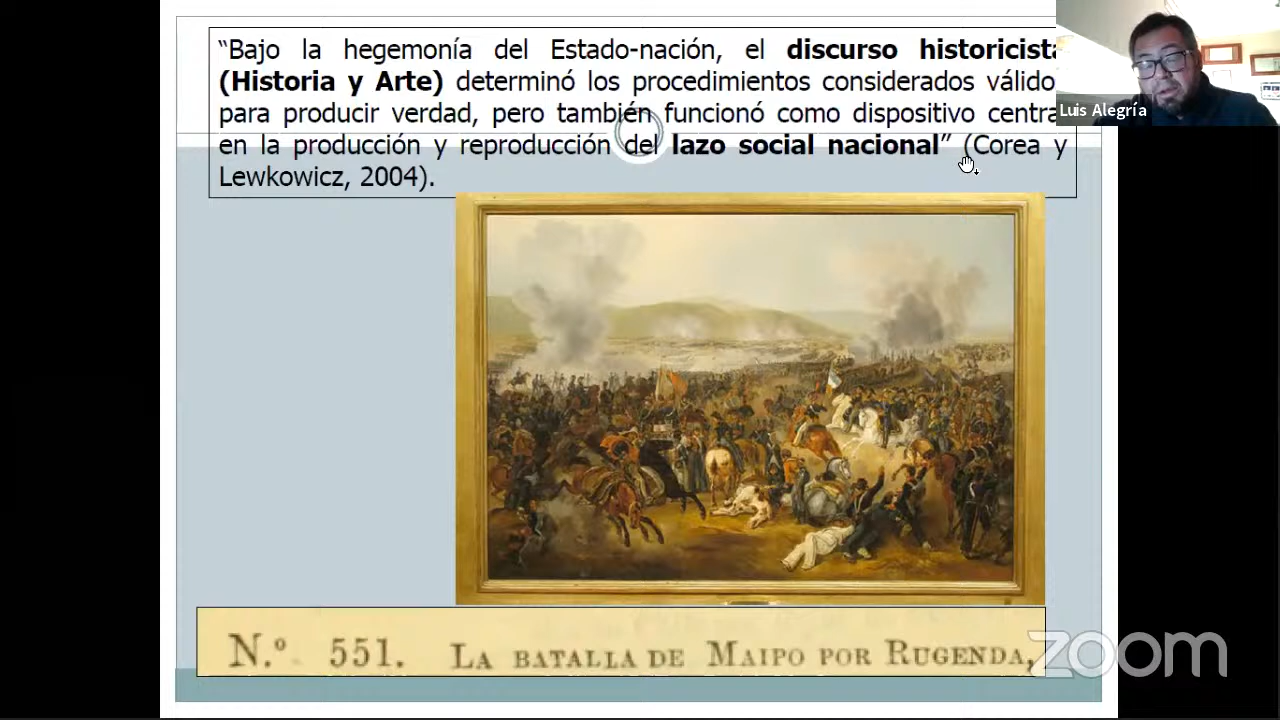 “Bajo la hegemonía del Estado-nación, el discurso historicista
(Historia y Arte) determinó los procedimientos considerados válido
para producir verdad, pero también funcionó como dispositivo centra
en la producción y reproducción del lazo social nacional” (Corea y
Lewkowicz, 2004).
Luis Alegría
N.º 551. LA BATALLA DE MAIPO POR RUGENDA,
zoom